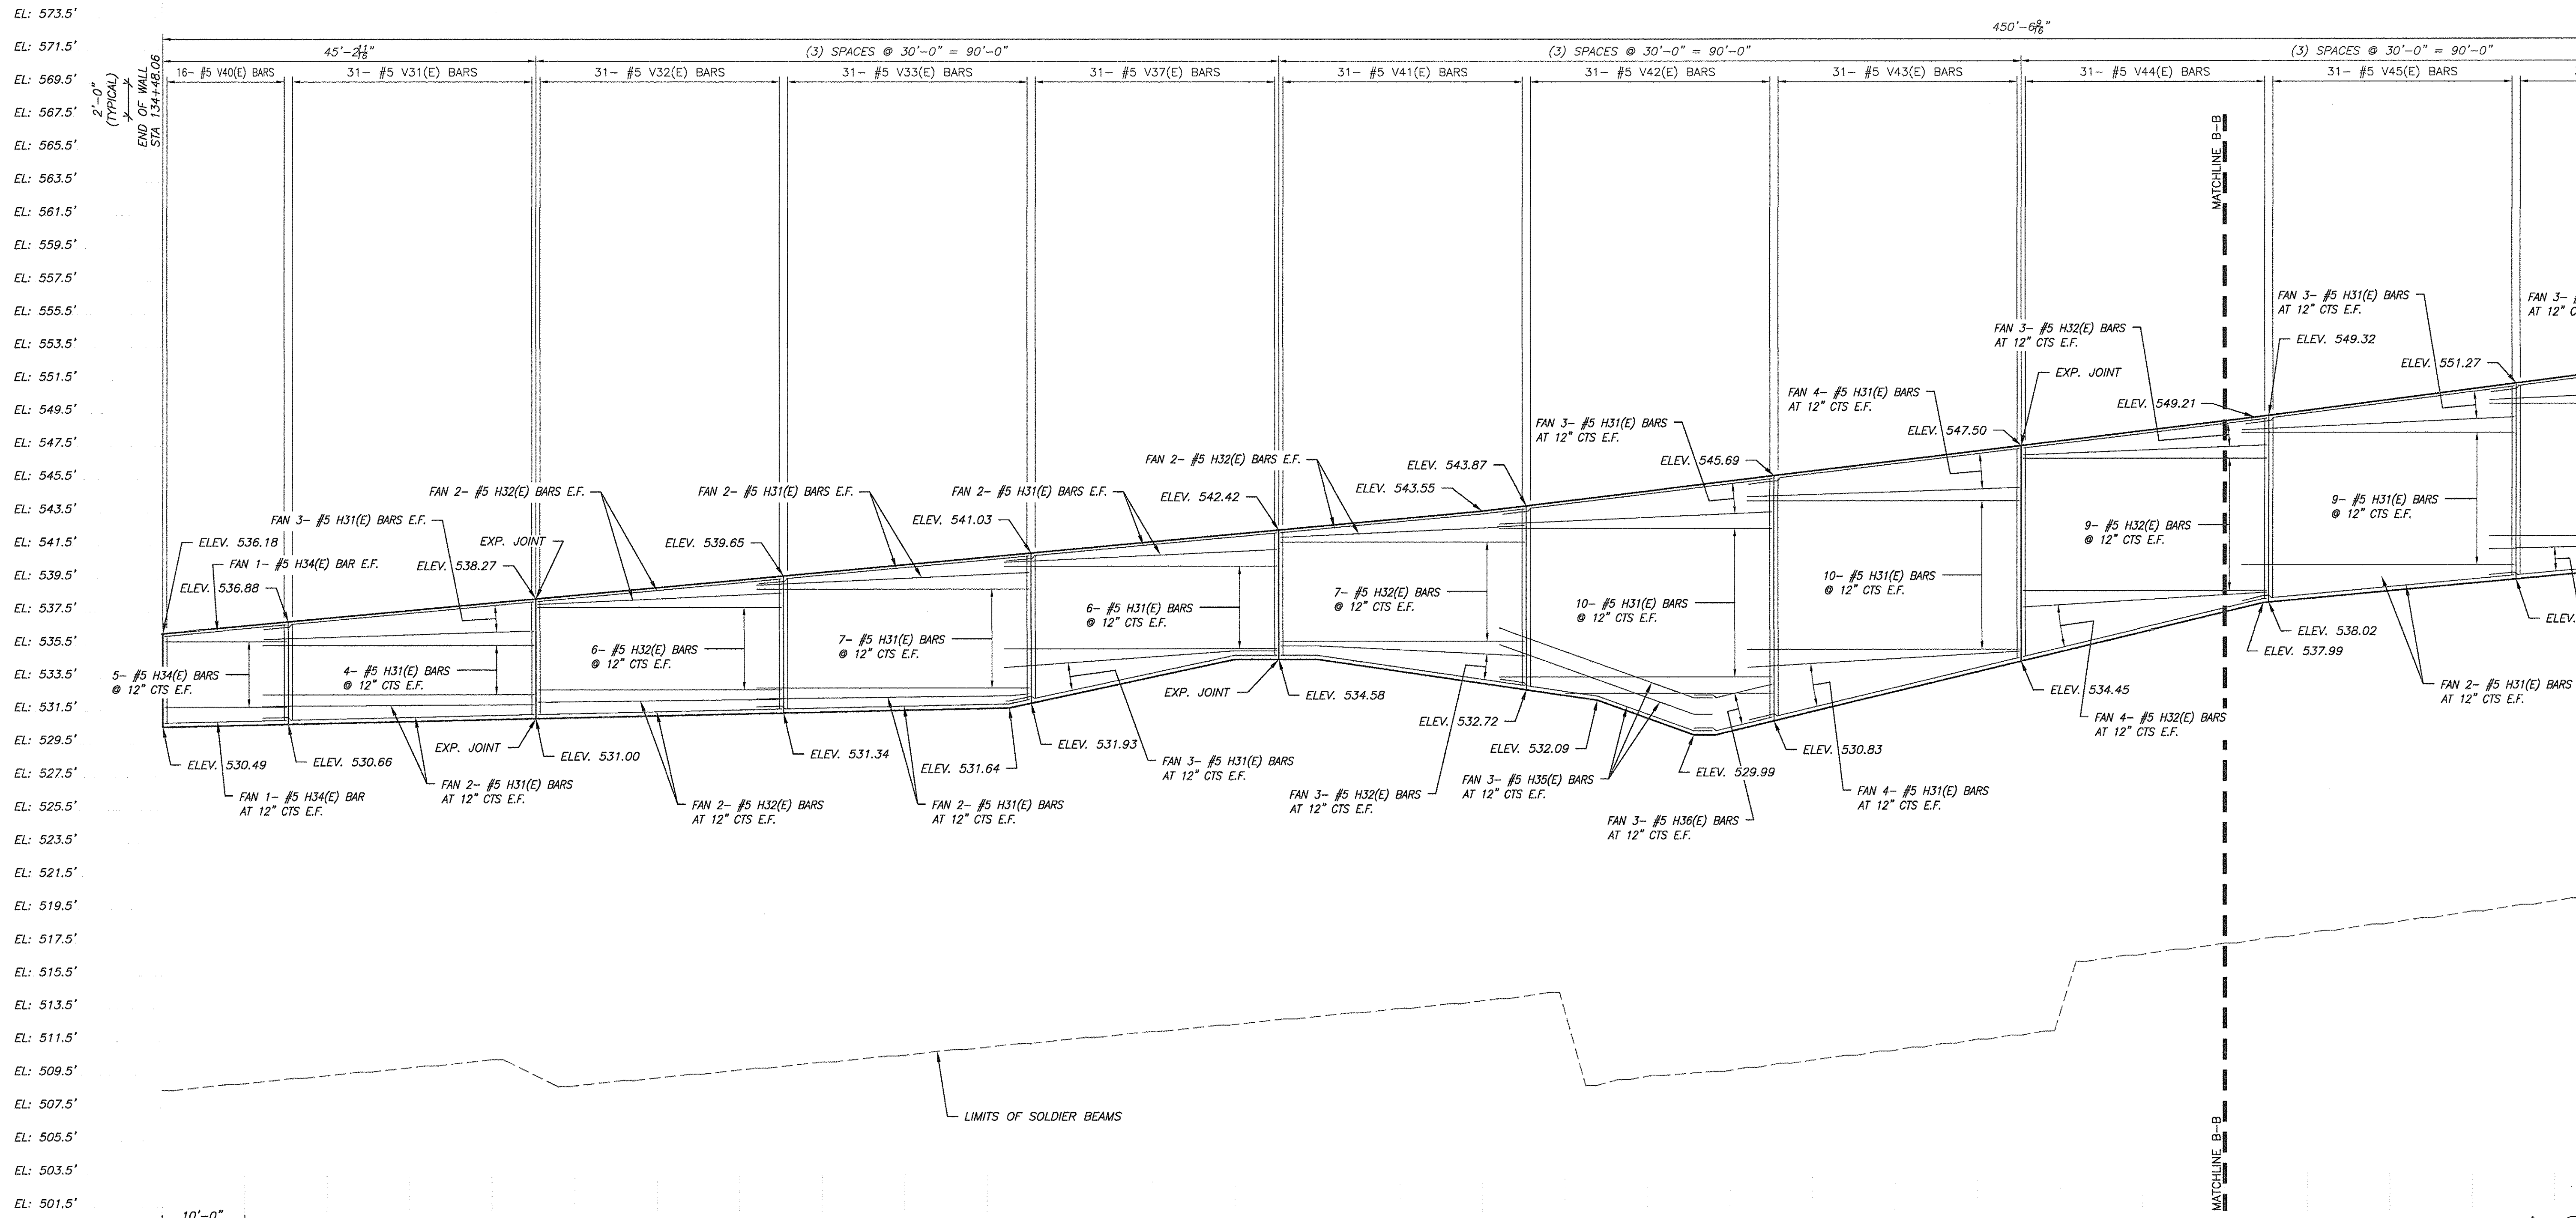 EL: 573.5'
EL: 571.5'
EL: 569.5'
EL: 567.5'
EL: 565.5'
EL: 563.5'
EL: 561.5'
EL: 559.5'
EL: 557.5'
EL: 555.5'
EL: 553.5'
EL: 551.5'
EL: 549.5'
EL: 547.5'
EL: 545.5'
EL: 543.5'
EL: 541.5'
EL: 539.5'
EL: 537.5'
EL: 535.5'
EL: 533.5'
EL: 531.5'
EL: 529.5'
EL: 527.5'
EL: 525.5'
EL: 523.5'
EL: 521.5'
EL: 519.5'
EL: 517.5'
EL: 515.5'
EL: 513.5'
EL: 511.5'
EL: 509.5'
EL: 507.5'
EL: 505.5'
EL: 503.5'
EL: 501.5'
2'-0"
(TYPICAL)
END OF WALL
STA 134+48.06
450'-6 9/16"
45'-2 11/16"
(3) SPACES @ 30'-0" = 90'-0"
(3) SPACES @ 30'-0" = 90'-0"
(3) SPACES @ 30'-0" = 90'-0"
16- #5 V40(E) BARS
31- #5 V31(E) BARS
31- #5 V32(E) BARS
31- #5 V33(E) BARS
31- #5 V37(E) BARS
31- #5 V41(E) BARS
31- #5 V42(E) BARS
31- #5 V43(E) BARS
31- #5 V44(E) BARS
31- #5 V45(E) BARS
MATCHLINE B-B
FAN 3- #5 H31(E) BARS
AT 12" CTS E.F.
FAN 3- #
AT 12" C
FAN 3- #5 H32(E) BARS
AT 12" CTS E.F.
ELEV. 549.32
ELEV. 551.27
EXP. JOINT
FAN 4- #5 H31(E) BARS
AT 12" CTS E.F.
ELEV. 549.21
FAN 3- #5 H31(E) BARS
AT 12" CTS E.F.
ELEV. 547.50
FAN 2- #5 H32(E) BARS E.F.
ELEV. 543.87
ELEV. 545.69
ELEV. 543.55
FAN 2- #5 H32(E) BARS E.F.
FAN 2- #5 H31(E) BARS E.F.
FAN 2- #5 H31(E) BARS E.F.
ELEV. 542.42
FAN 3- #5 H31(E) BARS E.F.
ELEV. 541.03
ELEV. 536.18
EXP. JOINT
ELEV. 539.65
FAN 1- #5 H34(E) BAR E.F.
ELEV. 538.27
ELEV. 536.88
5- #5 H34(E) BARS
@ 12" CTS E.F.
4- #5 H31(E) BARS
@ 12" CTS E.F.
6- #5 H32(E) BARS
@ 12" CTS E.F.
7- #5 H31(E) BARS
@ 12" CTS E.F.
6- #5 H31(E) BARS
@ 12" CTS E.F.
7- #5 H32(E) BARS
@ 12" CTS E.F.
10- #5 H31(E) BARS
@ 12" CTS E.F.
10- #5 H31(E) BARS
@ 12" CTS E.F.
9- #5 H32(E) BARS
@ 12" CTS E.F.
9- #5 H31(E) BARS
@ 12" CTS E.F.
ELEV.
ELEV. 538.02
ELEV. 537.99
ELEV. 534.45
EXP. JOINT
ELEV. 534.58
ELEV. 532.72
ELEV. 532.09
ELEV. 529.99
ELEV. 530.83
EXP. JOINT
ELEV. 530.49
ELEV. 530.66
ELEV. 531.00
ELEV. 531.34
ELEV. 531.64
ELEV. 531.93
FAN 1- #5 H34(E) BAR
AT 12" CTS E.F.
FAN 2- #5 H31(E) BARS
AT 12" CTS E.F.
FAN 2- #5 H32(E) BARS
AT 12" CTS E.F.
FAN 2- #5 H31(E) BARS
AT 12" CTS E.F.
FAN 3- #5 H31(E) BARS
AT 12" CTS E.F.
FAN 3- #5 H32(E) BARS
AT 12" CTS E.F.
FAN 3- #5 H35(E) BARS
AT 12" CTS E.F.
FAN 3- #5 H36(E) BARS
AT 12" CTS E.F.
FAN 4- #5 H31(E) BARS
AT 12" CTS E.F.
FAN 4- #5 H32(E) BARS
AT 12" CTS E.F.
FAN 2- #5 H31(E) BARS
AT 12" CTS E.F.
LIMITS OF SOLDIER BEAMS
MATCHLINE B-B
10'-0"